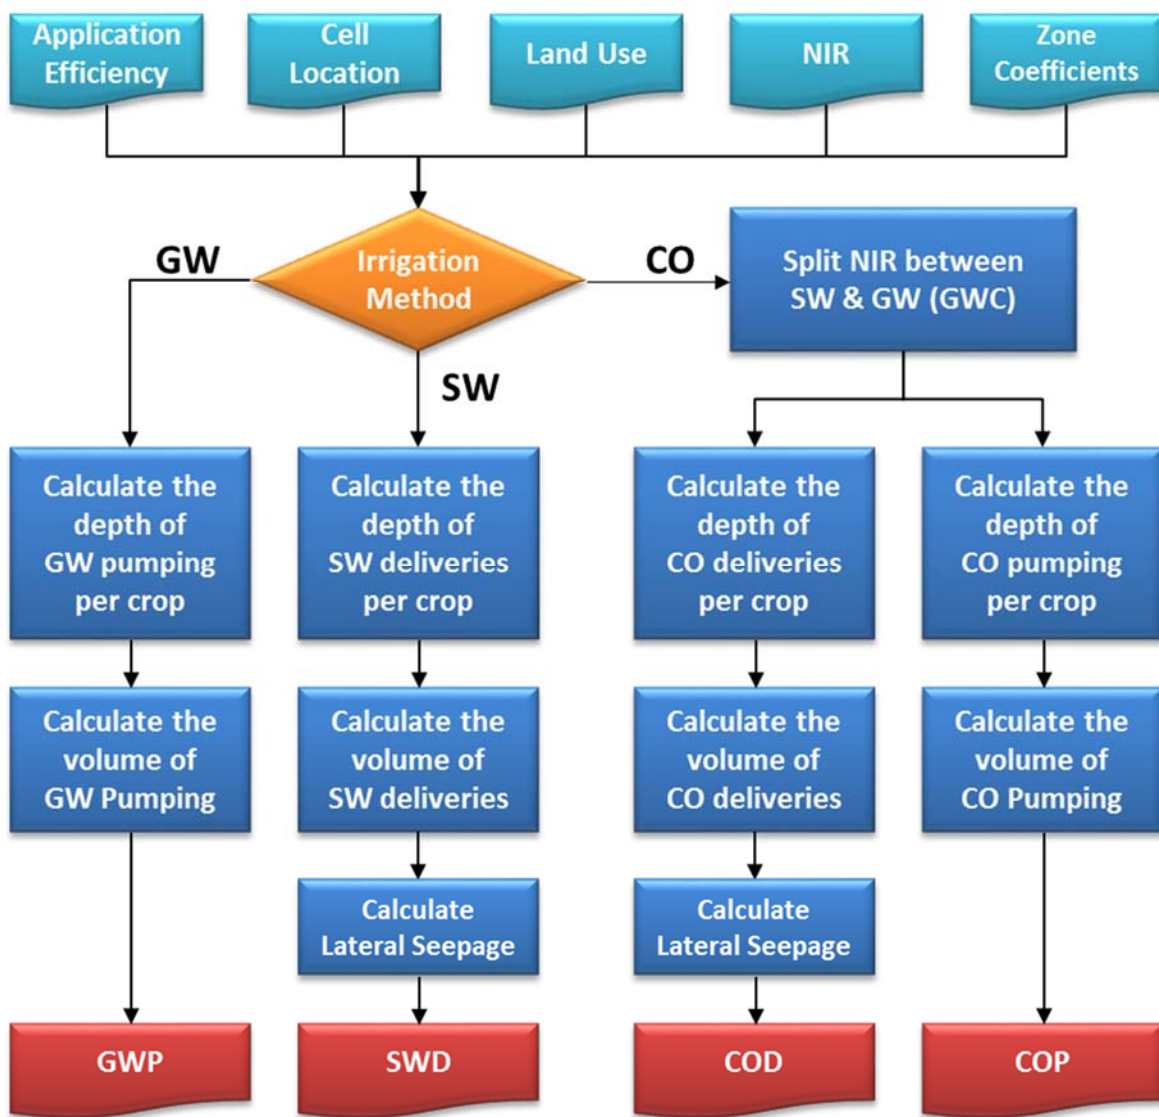 Application
Efficiency
Cell
Location
Land Use
NIR
Zone
Coefficients
GW
Irrigation
Method
CO
Split NIR between
SW & GW (GWC)
SW
Calculate the
depth of
GW pumping
per crop
Calculate the
depth of
SW deliveries
per crop
Calculate the
depth of
CO deliveries
per crop
Calculate the
depth of
CO pumping
per crop
Calculate the
volume of
GW Pumping
Calculate the
volume of
SW deliveries
Calculate the
volume of
CO deliveries
Calculate the
volume of
CO Pumping
Calculate
Lateral Seepage
Calculate
Lateral Seepage
GWP
SWD
COD
COP